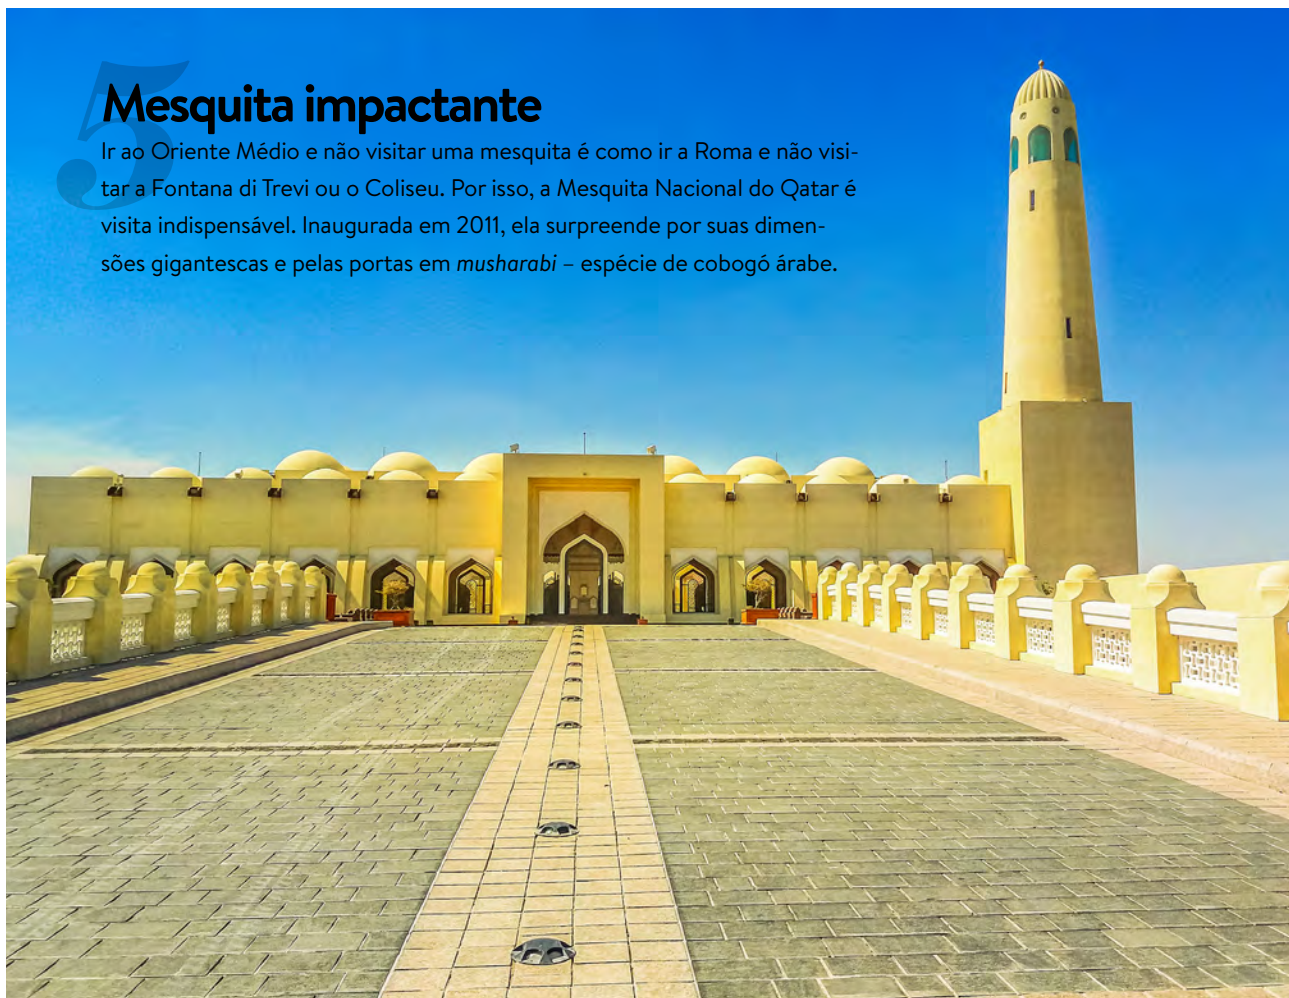 5
Mesquita impactante
Ir ao Oriente Médio e não visitar uma mesquita é como ir a Roma e não visi-
tar a Fontana di Trevi ou o Coliseu. Por isso, a Mesquita Nacional do Qatar é
visita indispensável. Inaugurada em 2011, ela surpreende por suas dimen-
sões gigantescas e pelas portas em musharabi – espécie de cobogó árabe.